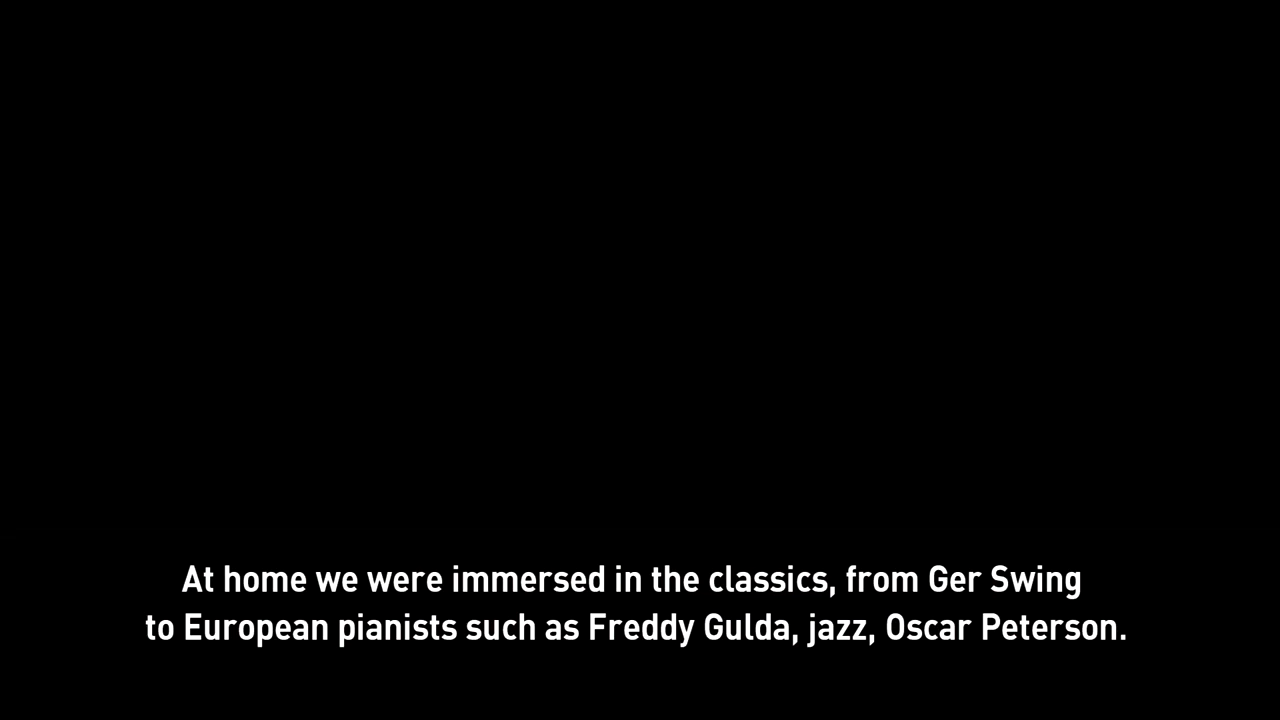 At home we were immersed in the classics, from Ger Swing
to European pianists such as Freddy Gulda, jazz, Oscar Peterson.